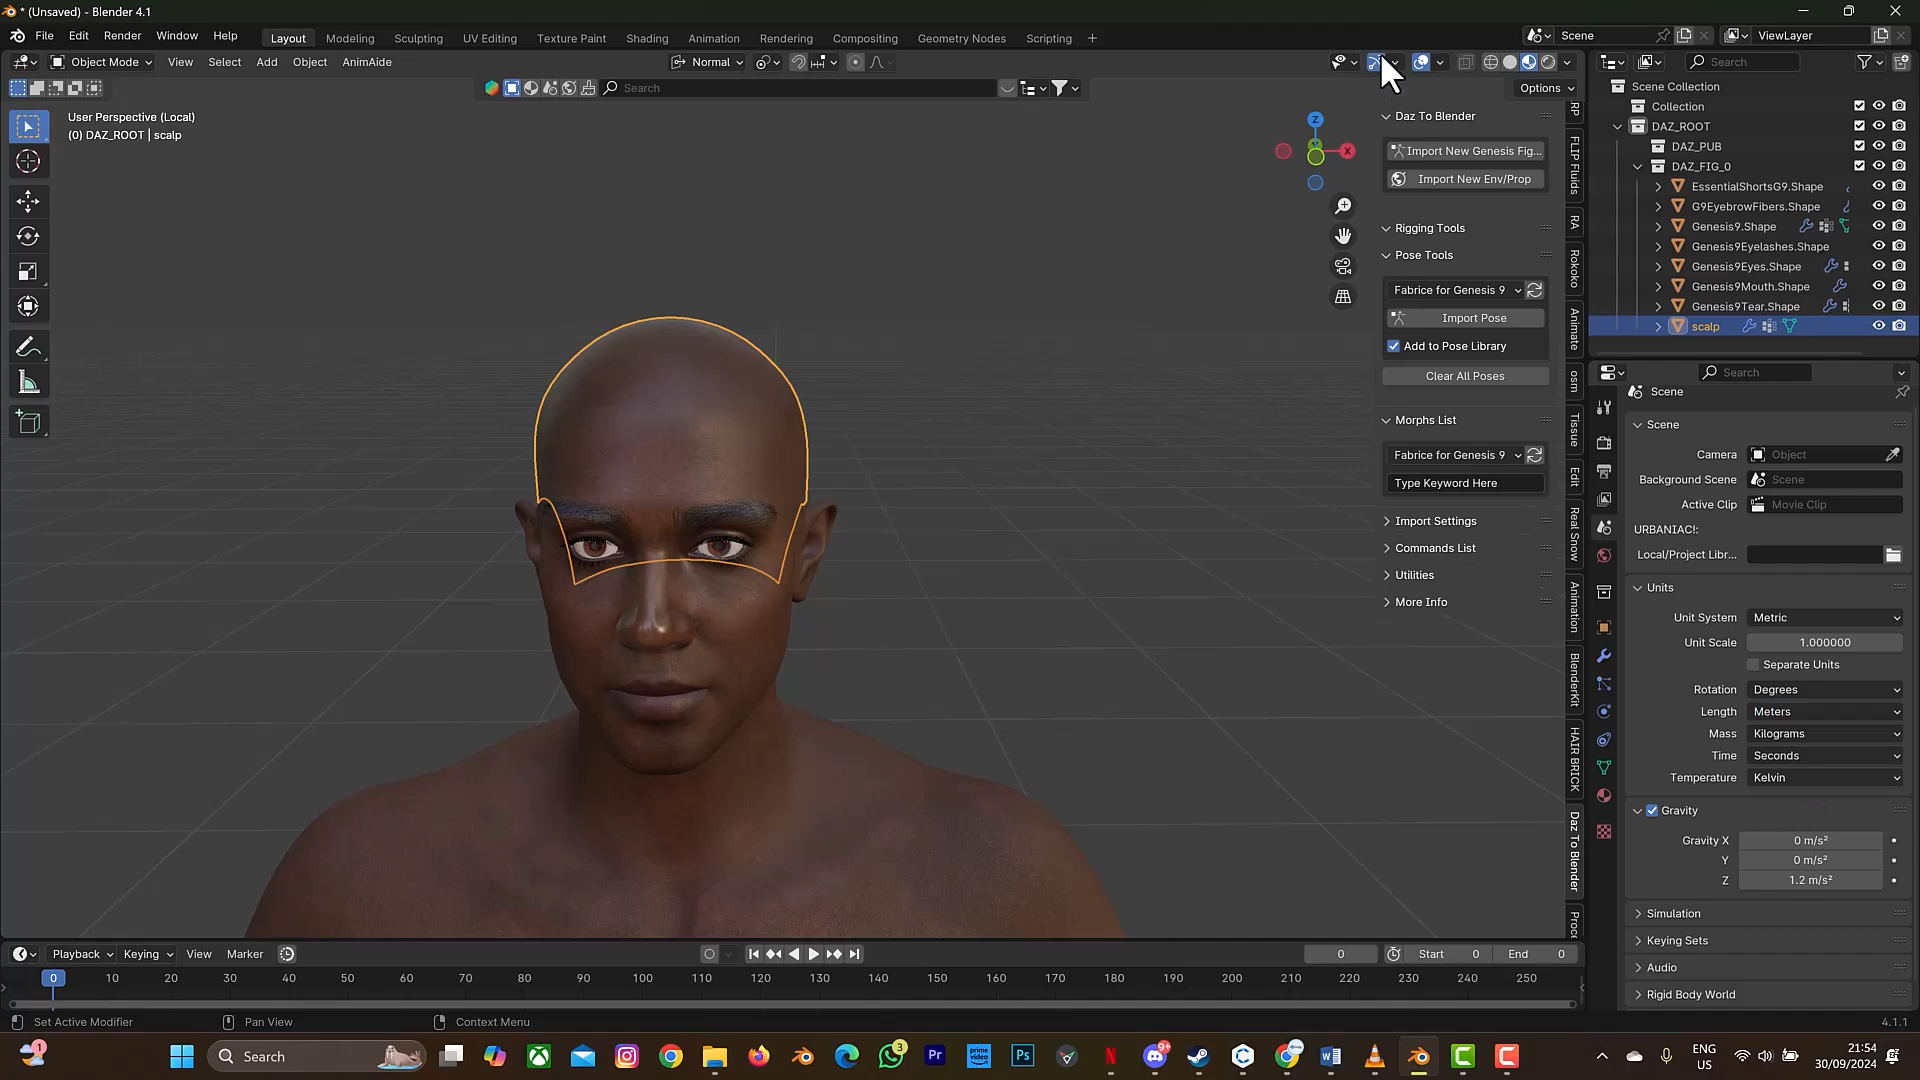 * (Unsaved) - Blender 4.1
File Edit Render Window Help
Layout Modeling Sculpting UV Editing Texture Paint Shading Animation Rendering Compositing Geometry Nodes Scripting +
Scene
ViewLayer
Object Mode View Select Add Object AnimAide
Normal
Search
Search
Options
User Perspective (Local)
(0) DAZ_ROOT | scalp
Z
X
Daz To Blender
Import New Genesis Fig...
Import New Env/Prop
Rigging Tools
Pose Tools
Fabrice for Genesis 9
Import Pose
Add to Pose Library
Clear All Poses
Morphs List
Fabrice for Genesis 9
Type Keyword Here
Import Settings
Commands List
Utilities
More Info
RP
FLIP Fluids
RA
Rokoko
Animate
osm
Tissue
Edit
Real Snow
Animation
BlenderKit
HAIR BRICK
Daz To Blender
Proc
Scene Collection
Collection
DAZ_ROOT
DAZ_PUB
DAZ_FIG_0
EssentialShortsG9.Shape
G9EyebrowFibers.Shape
Genesis9.Shape
Genesis9Eyelashes.Shape
Genesis9Eyes.Shape
Genesis9Mouth.Shape
Genesis9Tear.Shape
scalp
Search
Scene
Scene
Camera Object
Background Scene Scene
Active Clip Movie Clip
URBANIAC!:
Local/Project Libr...
Units
Unit System Metric
Unit Scale 1.000000
Separate Units
Rotation Degrees
Length Meters
Mass Kilograms
Time Seconds
Temperature Kelvin
Gravity
Gravity X 0 m/s²
Y 0 m/s²
Z 1.2 m/s²
Simulation
Keying Sets
Audio
Rigid Body World
Playback Keying View Marker
0
Start 0
End 0
0 10 20 30 40 50 60 70 80 90 100 110 120 130 140 150 160 170 180 190 200 210 220 230 240 250
Set Active Modifier
Pan View
Context Menu
4.1.1
1
Search
3
Pr
prime video
Ps
9+
ENG
US
21:54
30/09/2024